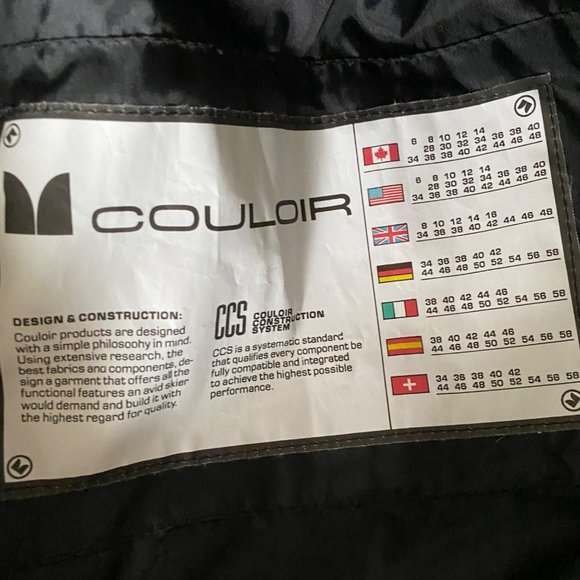 COULOIR
DESIGN & CONSTRUCTION:
Couloir products are designed
with a simple philosophy in mind.
Using extensive research, the
best fabrics and components, de-
sign a garment that offers all the
functional features an avid skier
would demand and build it with
the highest regard for quality.
CCS COULOIR
CONSTRUCTION
SYSTEM
CCS is a systematic standard
that qualifies every component be
fully compatible and integrated
to achieve the highest possible
performance.
6 8 10 12 14
28 30 32 34 36 38 40
34 36 38 40 42 44 46 48
6 8 10 12 14
28 30 32 34 36 38 40
34 36 38 40 42 44 46 48
8 10 12 14 16
34 36 38 40 42 44 46 48
34 36 38 40 42
44 46 48 50 52 54 56 58
38 40 42 44 46
44 46 48 50 52 54 56 58
38 40 42 44 46
44 46 48 50 52 54 56 58
34 36 38 40 42
44 46 48 50 52 54 56 58